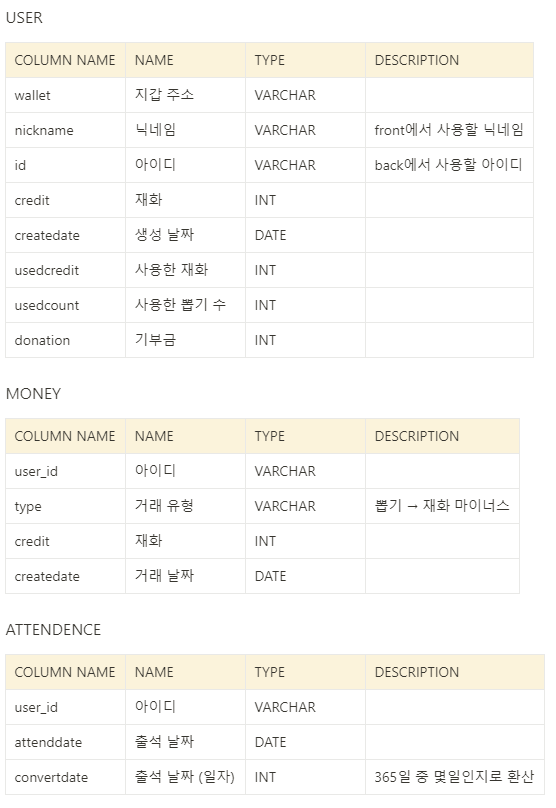 USER
COLUMN NAME NAME TYPE DESCRIPTION
wallet 지갑 주소 VARCHAR
nickname 닉네임 VARCHAR front에서 사용할 닉네임
id 아이디 VARCHAR back에서 사용할 아이디
credit 재화 INT
createdate 생성 날짜 DATE
usedcredit 사용한 재화 INT
usedcount 사용한 뽑기 수 INT
donation 기부금 INT
MONEY
COLUMN NAME NAME TYPE DESCRIPTION
user_id 아이디 VARCHAR
type 거래 유형 VARCHAR 뽑기 → 재화 마이너스
credit 재화 INT
createdate 거래 날짜 DATE
ATTENDENCE
COLUMN NAME NAME TYPE DESCRIPTION
user_id 아이디 VARCHAR
attenddate 출석 날짜 DATE
convertdate 출석 날짜 (일자) INT 365일 중 몇일인지로 환산